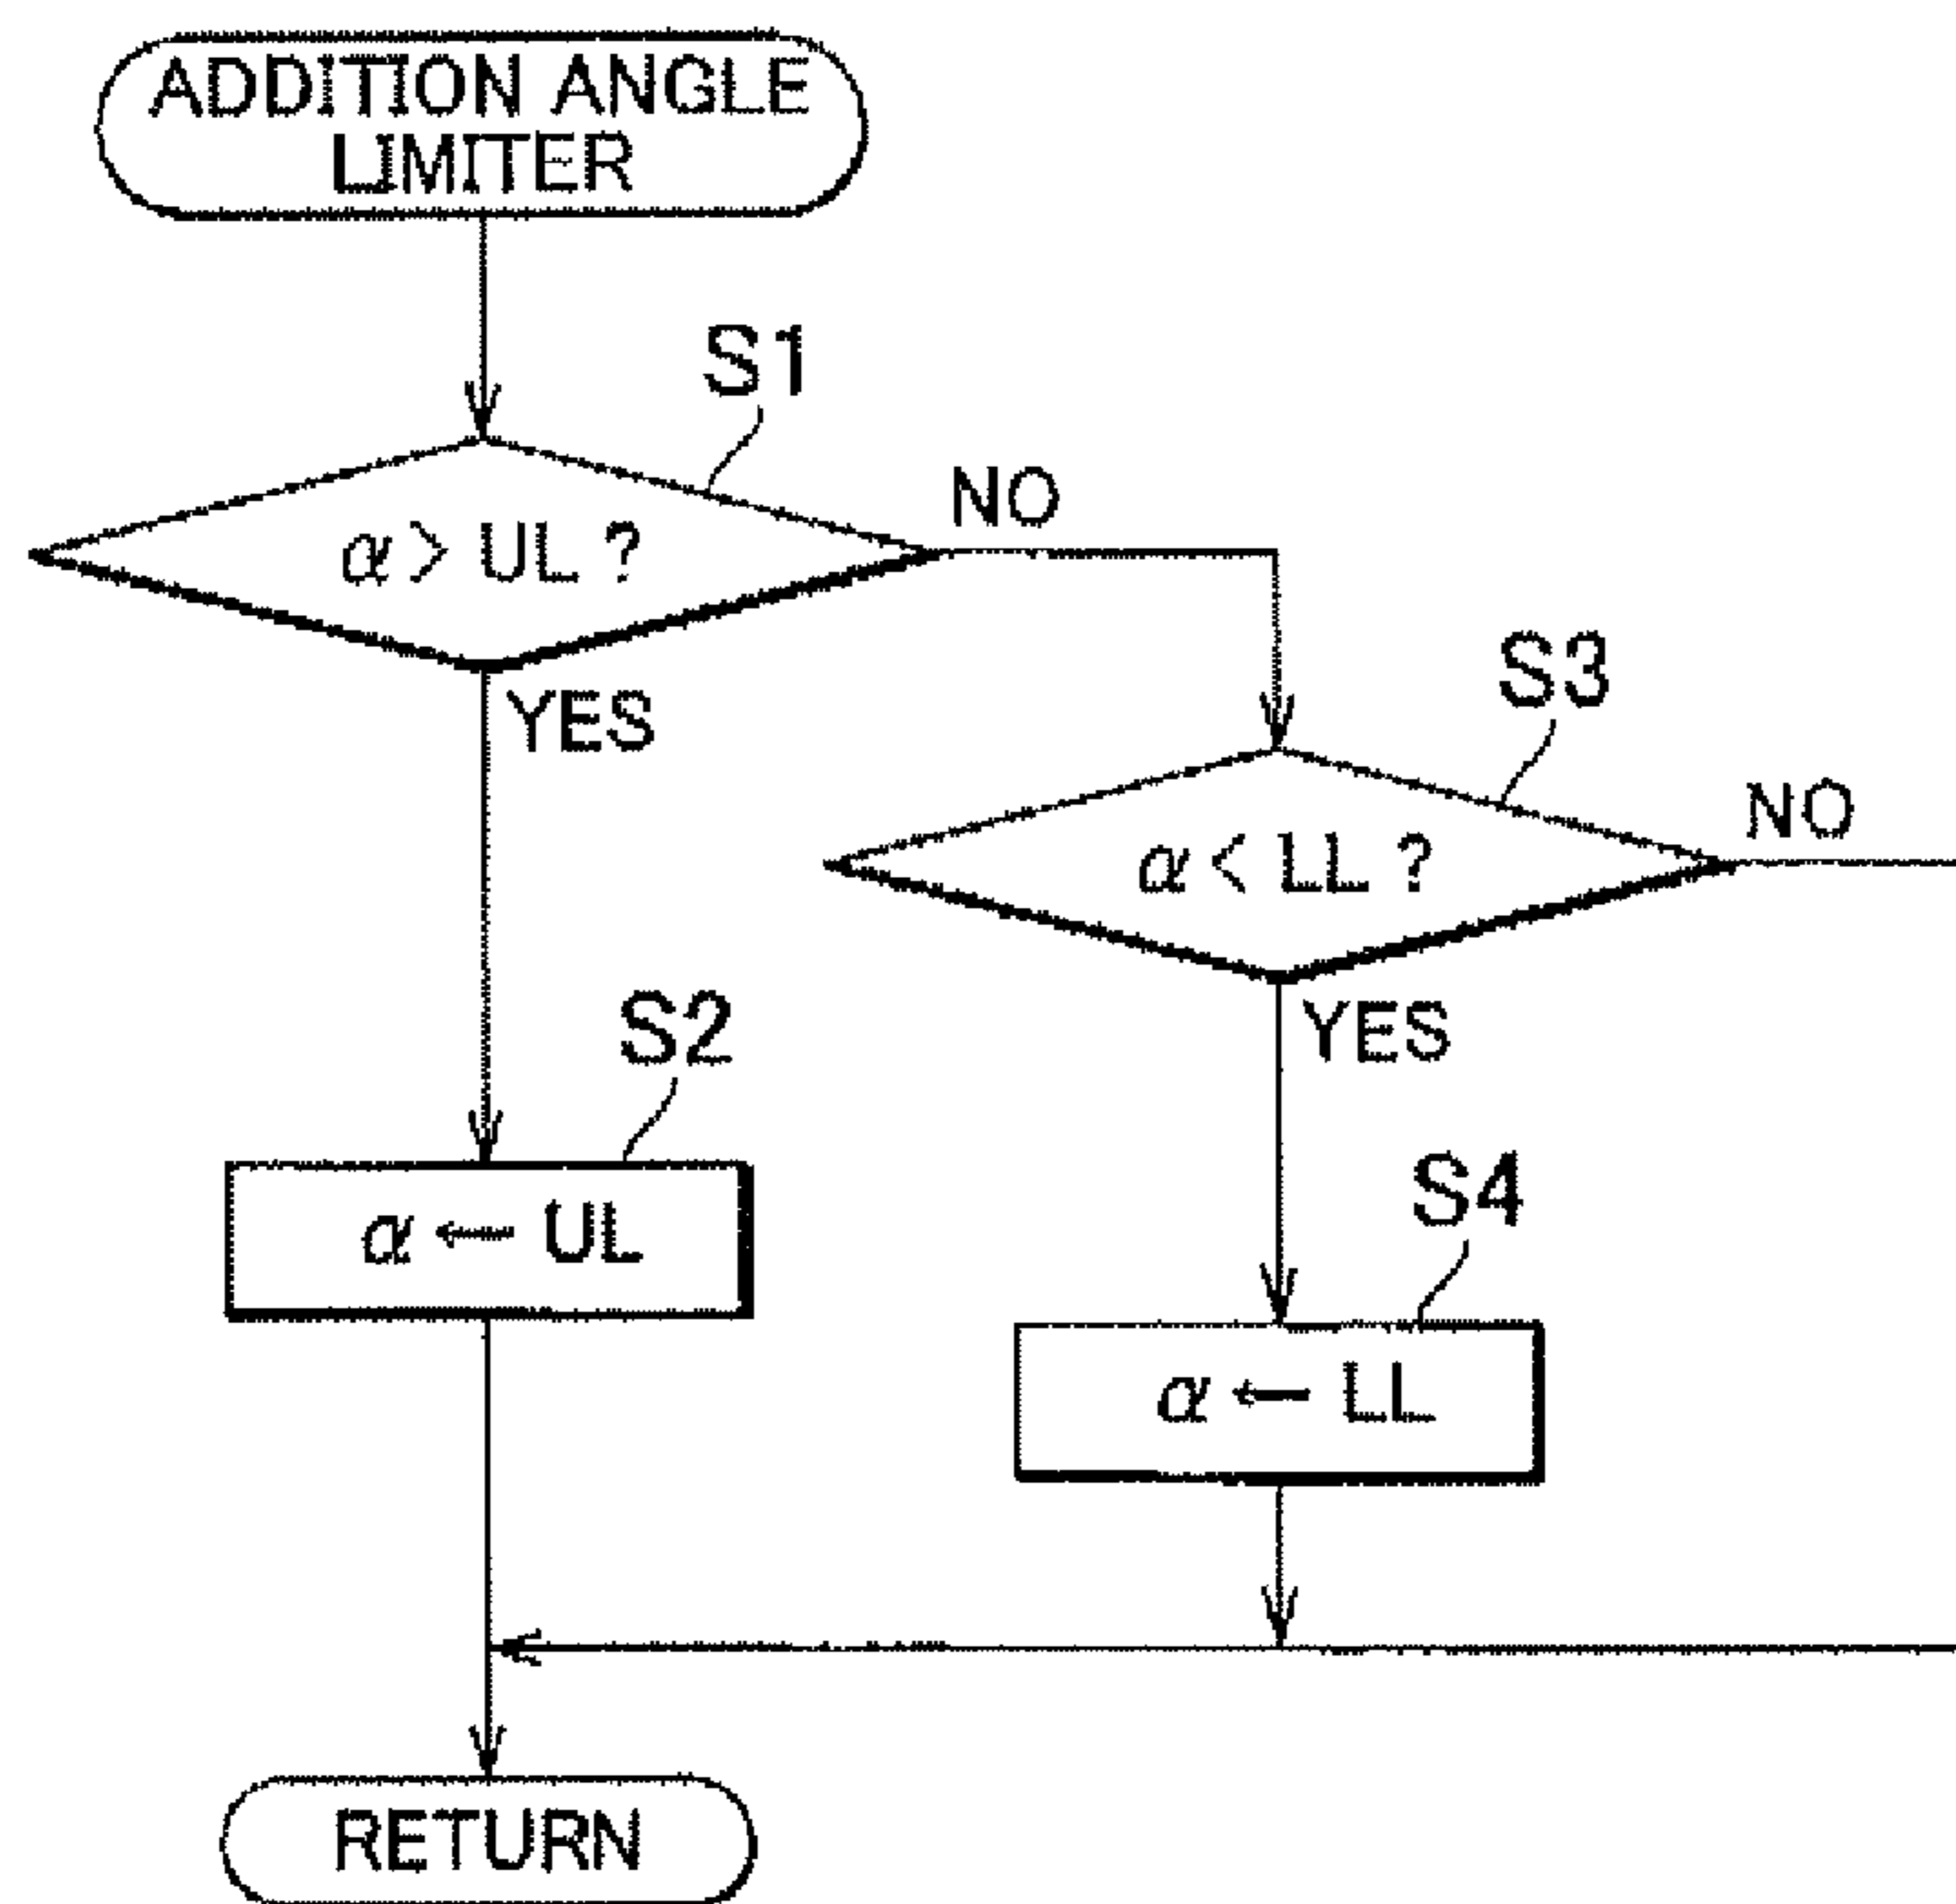 ADDITION ANGLE
LIMITER
S1
α > UL ?
NO
YES
S3
α < LL ?
NO
YES
S2
α ← UL
S4
α ← LL
RETURN